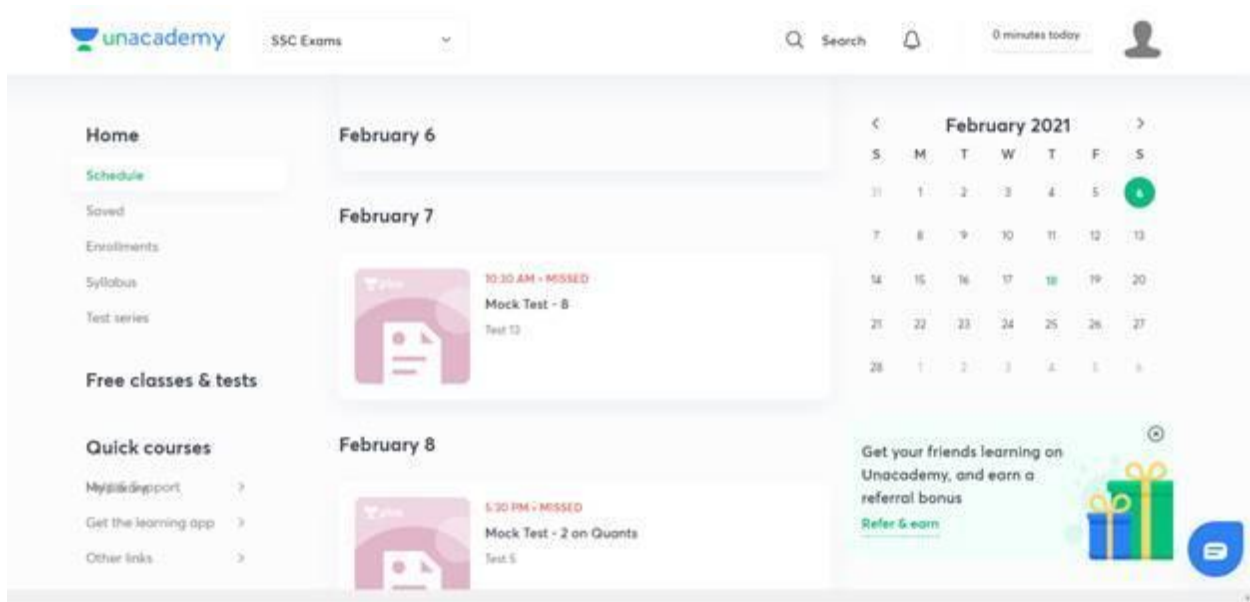 unacademy
SSC Exams
Search
0 minutes today
Home
Schedule
Saved
Enrollments
Syllabus
Test series
Free classes & tests
Quick courses
Support
Get the learning app
Other links
February 6
February 7
10:30 AM • MISSED
Mock Test - 8
Test 13
February 8
5:30 PM • MISSED
Mock Test - 2 on Quants
Test 5
February 2021
S M T W T F S
31 1 2 3 4 5 6
7 8 9 10 11 12 13
14 15 16 17 18 19 20
21 22 23 24 25 26 27
28 1 2 3 4 5 6
Get your friends learning on
Unacademy, and earn a
referral bonus
Refer & earn